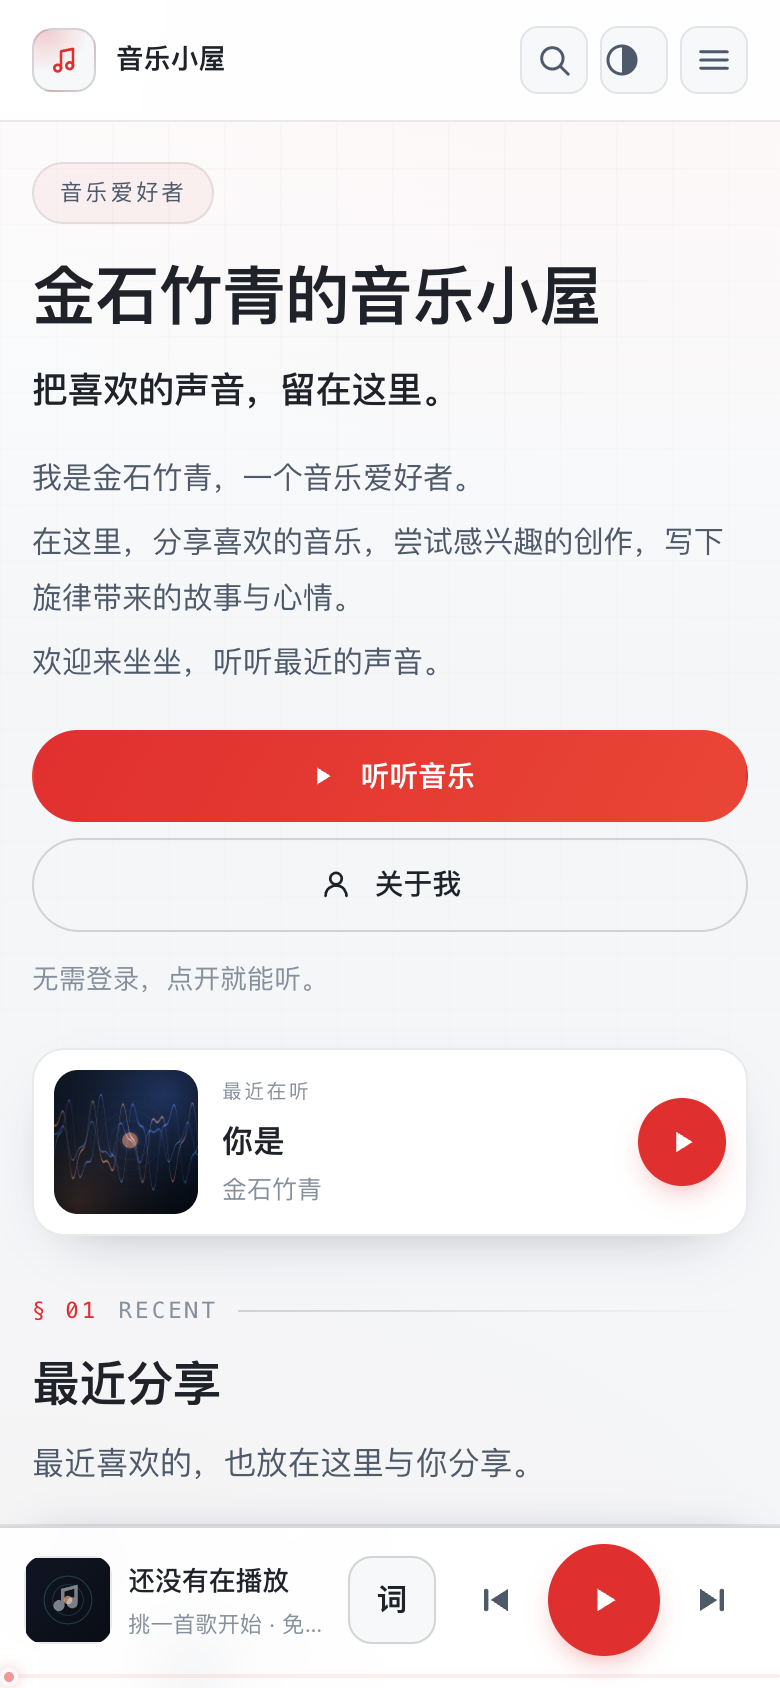 音乐小屋
音乐爱好者
金石竹青的音乐小屋
把喜欢的声音，留在这里。
我是金石竹青，一个音乐爱好者。
在这里，分享喜欢的音乐，尝试感兴趣的创作，写下
旋律带来的故事与心情。
欢迎来坐坐，听听最近的声音。
听听音乐
关于我
无需登录，点开就能听。
最近在听
你是
金石竹青
§ 01 RECENT
最近分享
最近喜欢的，也放在这里与你分享。
还没有在播放
挑一首歌开始 · 免...
词